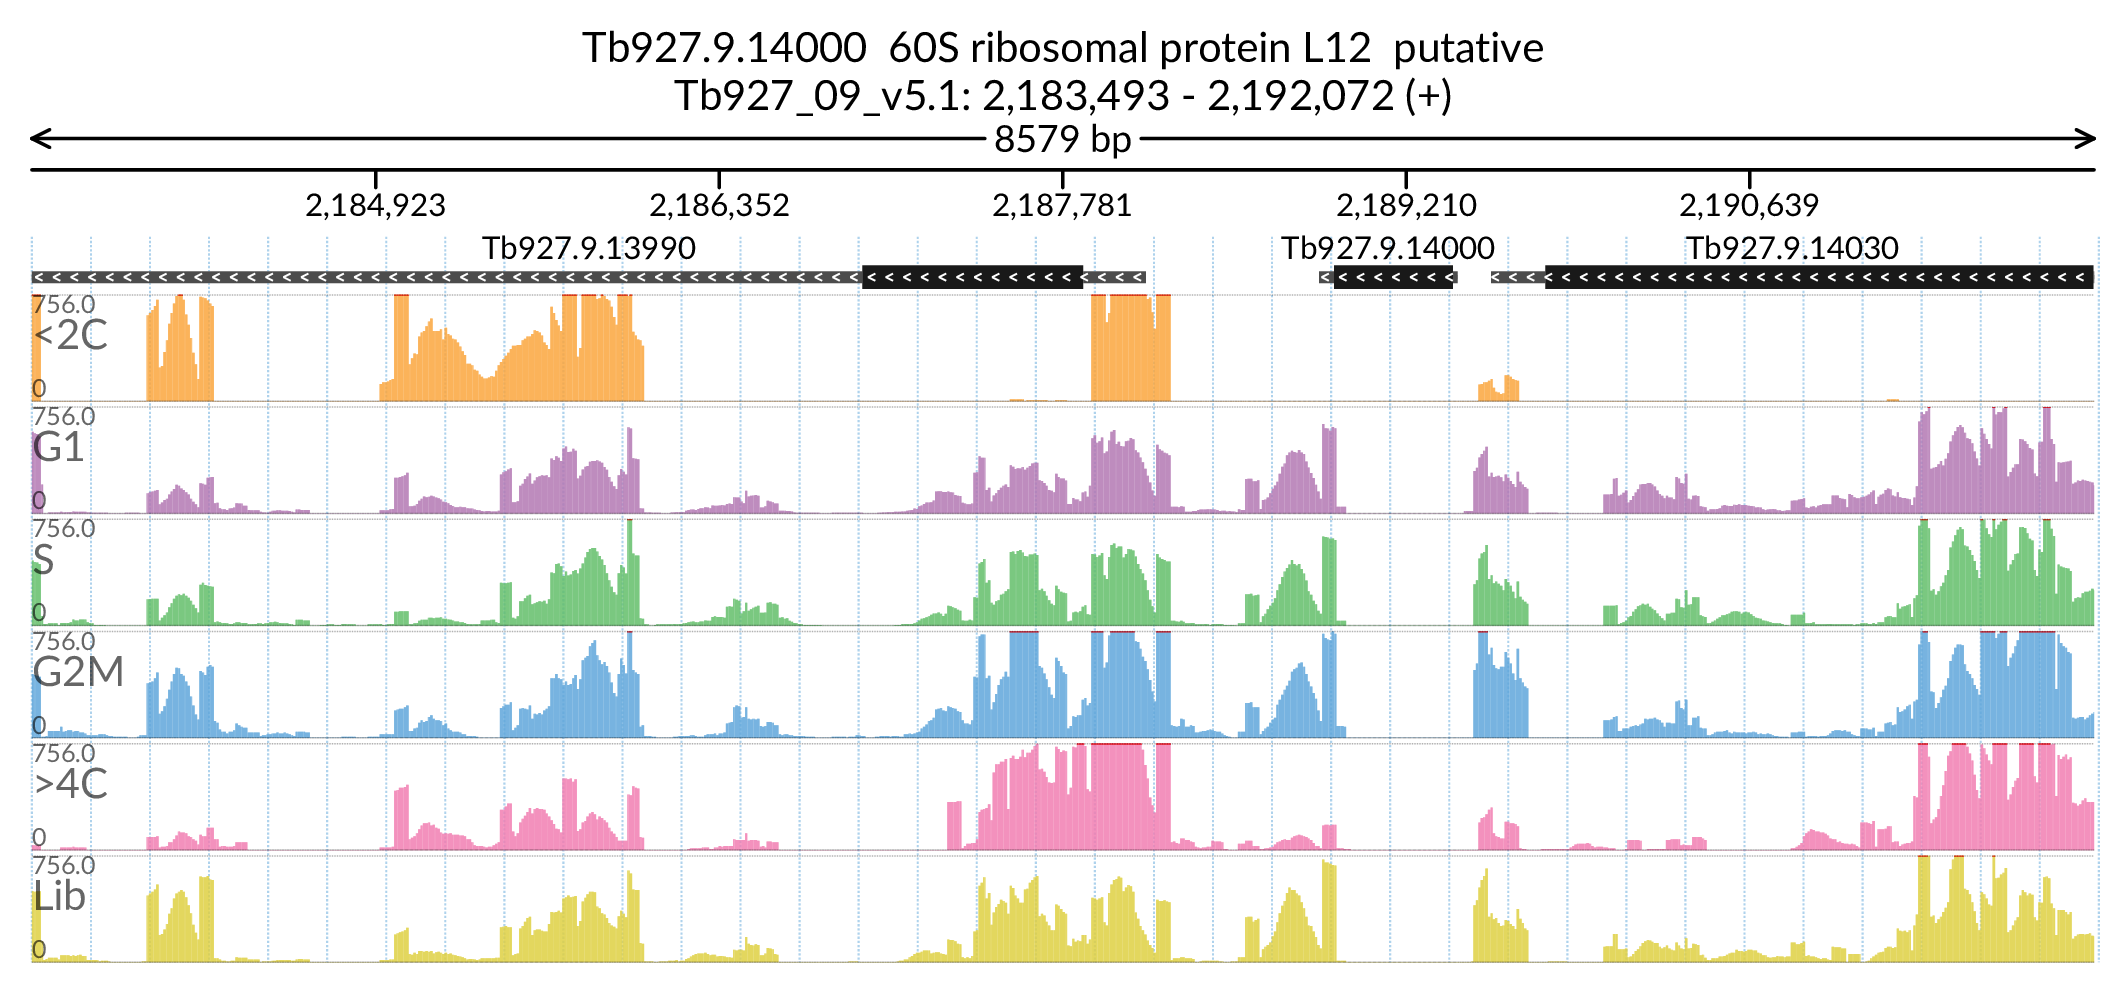 Tb927.9.14000  60S ribosomal protein L12  putative
Tb927_09_v5.1: 2,183,493 - 2,192,072 (+)
8579 bp
2,184,923 2,186,352 2,187,781 2,189,210 2,190,639
Tb927.9.13990 Tb927.9.14000 Tb927.9.14030
756.0
<2C
0
756.0
G1
0
756.0
S
0
756.0
G2M
0
756.0
>4C
0
756.0
Lib
0